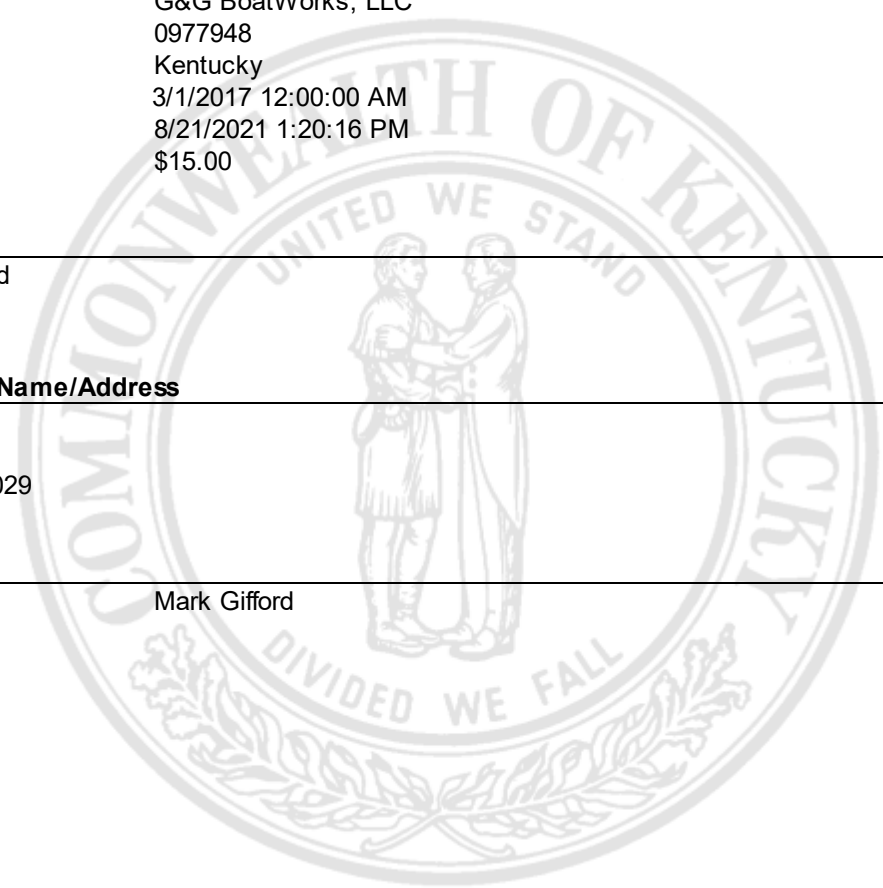 G&G BoatWorks, LLC
0977948
Kentucky
3/1/2017 12:00:00 AM
8/21/2021 1:20:16 PM
$15.00
COMMONWEALTH OF KENTUCKY
UNITED WE STAND
d
Name/Address
029
Mark Gifford
DIVIDED WE FALL